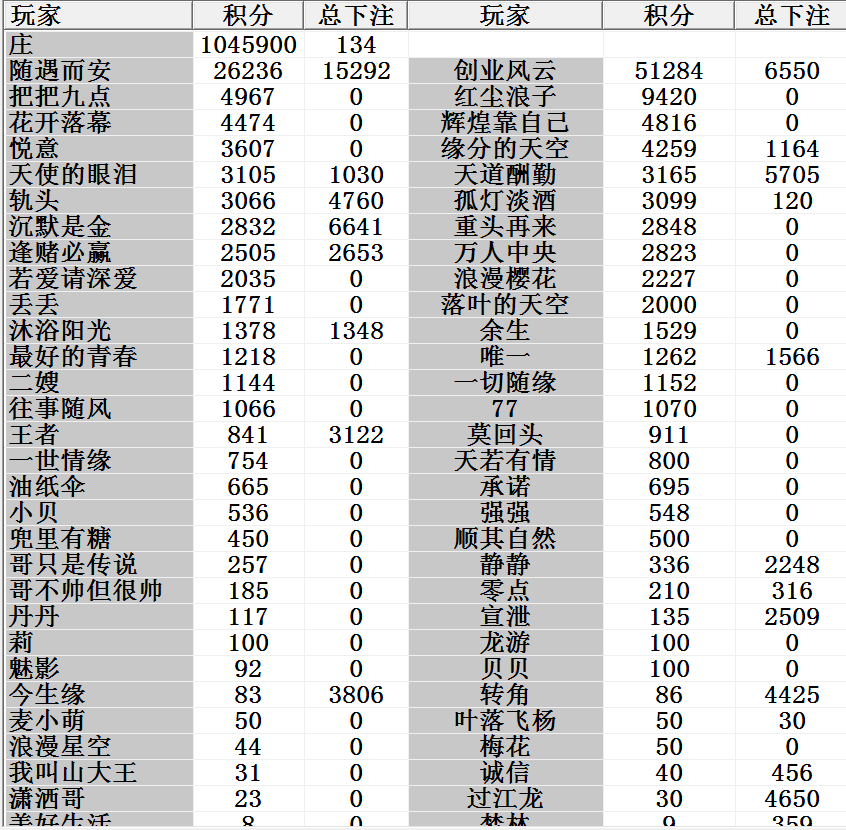 玩家 积分 总下注 玩家 积分 总下注
庄 1045900 134
随遇而安 26236 15292 创业风云 51284 6550
把把九点 4967 0 红尘浪子 9420 0
花开落幕 4474 0 辉煌靠自己 4816 0
悦意 3607 0 缘分的天空 4259 1164
天使的眼泪 3105 1030 天道酬勤 3165 5705
轨头 3066 4760 孤灯淡酒 3099 120
沉默是金 2832 6641 重头再来 2848 0
逢赌必赢 2505 2653 万人中央 2823 0
若爱请深爱 2035 0 浪漫樱花 2227 0
丢丢 1771 0 落叶的天空 2000 0
沐浴阳光 1378 1348 余生 1529 0
最好的青春 1218 0 唯一 1262 1566
二嫂 1144 0 一切随缘 1152 0
往事随风 1066 0 77 1070 0
王者 841 3122 莫回头 911 0
一世情缘 754 0 天若有情 800 0
油纸伞 665 0 承诺 695 0
小贝 536 0 强强 548 0
兜里有糖 450 0 顺其自然 500 0
哥只是传说 257 0 静静 336 2248
哥不帅但很帅 185 0 零点 210 316
丹丹 117 0 宣泄 135 2509
莉 100 0 龙游 100 0
魅影 92 0 贝贝 100 0
今生缘 83 3806 转角 86 4425
麦小萌 50 0 叶落飞杨 50 30
浪漫星空 44 0 梅花 50 0
我叫山大王 31 0 诚信 40 456
潇洒哥 23 0 过江龙 30 4650
美好生活 8 0 梦林 9 359